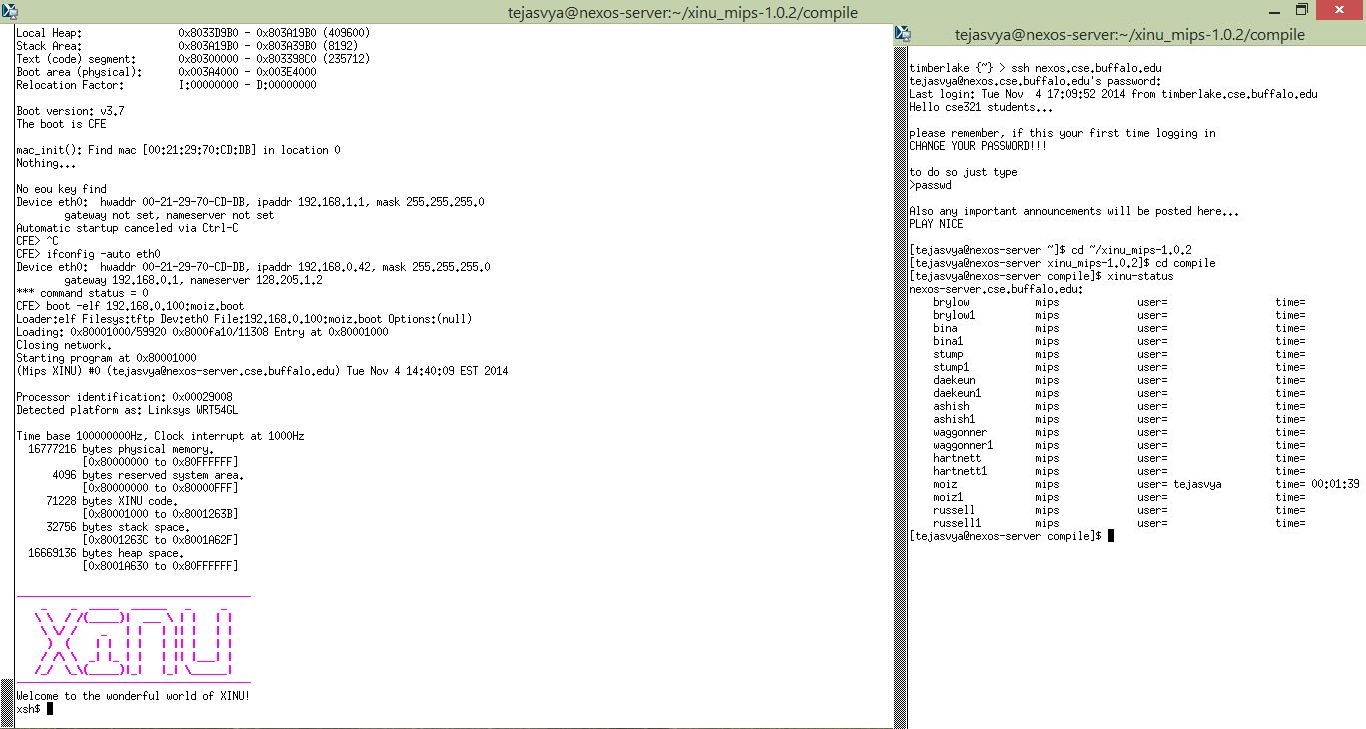 tejasvya@nexos-server:~/xinu_mips-1.0.2/compile
Local Heap: 0x8033D9B0 - 0x803A19B0 (409600)
Stack Area: 0x803A19B0 - 0x803A39B0 (8192)
Text (code) segment: 0x80300000 - 0x803398C0 (235712)
Boot area (physical): 0x003A4000 - 0x003E4000
Relocation Factor: I:00000000 - D:00000000
Boot version: v3.7
The boot is CFE
mac_init(): Find mac [00:21:29:70:CD:DB] in location 0
Nothing...
No eou key find
Device eth0: hwaddr 00-21-29-70-CD-DB, ipaddr 192.168.1.1, mask 255.255.255.0
gateway not set, nameserver not set
Automatic startup canceled via Ctrl-C
CFE> ^C
CFE> ifconfig -auto eth0
Device eth0: hwaddr 00-21-29-70-CD-DB, ipaddr 192.168.0.42, mask 255.255.255.0
gateway 192.168.0.1, nameserver 128.205.1.2
*** command status = 0
CFE> boot -elf 192.168.0.100:moiz.boot
Loader:elf Filesys:tftp Dev:eth0 File:192.168.0.100:moiz.boot Options:(null)
Loading: 0x80001000/59920 0x8000fa10/11308 Entry at 0x80001000
Closing network.
Starting program at 0x80001000
(Mips XINU) #0 (tejasvya@nexos-server.cse.buffalo.edu) Tue Nov 4 14:40:09 EST 2014
Processor identification: 0x00029008
Detected platform as: Linksys WRT54GL
Time base 100000000Hz, Clock interrupt at 1000Hz
16777216 bytes physical memory.
[0x80000000 to 0x80FFFFFF]
4096 bytes reserved system area.
[0x80000000 to 0x80000FFF]
71228 bytes XINU code.
[0x80001000 to 0x8001263B]
32756 bytes stack space.
[0x8001263C to 0x8001A62F]
16669136 bytes heap space.
[0x8001A630 to 0x80FFFFFF]
XINU
Welcome to the wonderful world of XINU!
xsh$
tejasvya@nexos-server:~/xinu_mips-1.0.2/compile
timberlake {~} > ssh nexos.cse.buffalo.edu
tejasvya@nexos.cse.buffalo.edu's password:
Last login: Tue Nov 4 17:09:52 2014 from timberlake.cse.buffalo.edu
Hello cse321 students...
please remember, if this your first time logging in
CHANGE YOUR PASSWORD!!!
to do so just type
>passwd
Also any important announcements will be posted here...
PLAY NICE
[tejasvya@nexos-server ~]$ cd ~/xinu_mips-1.0.2
[tejasvya@nexos-server xinu_mips-1.0.2]$ cd compile
[tejasvya@nexos-server compile]$ xinu-status
nexos-server.cse.buffalo.edu:
brylow mips user= time=
brylow1 mips user= time=
bina mips user= time=
bina1 mips user= time=
stump mips user= time=
stump1 mips user= time=
daekeun mips user= time=
daekeun1 mips user= time=
ashish mips user= time=
ashish1 mips user= time=
waggonner mips user= time=
waggonner1 mips user= time=
hartnett mips user= time=
hartnett1 mips user= time=
moiz mips user= tejasvya time= 00:01:39
moiz1 mips user= time=
russell mips user= time=
russell1 mips user= time=
[tejasvya@nexos-server compile]$